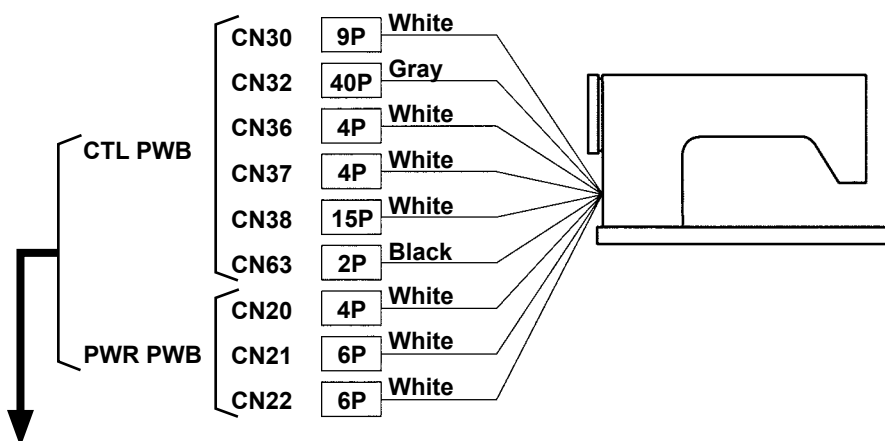 CN30 9P White
CN32 40P Gray
CN36 4P White
CTL PWB
CN37 4P White
CN38 15P White
CN63 2P Black
CN20 4P White
PWR PWB CN21 6P White
CN22 6P White